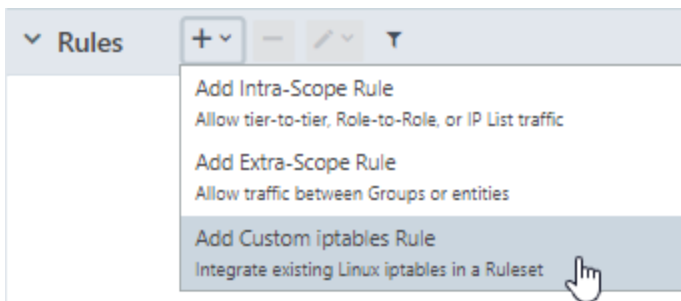 Rules
Add Intra-Scope Rule
Allow tier-to-tier, Role-to-Role, or IP List traffic
Add Extra-Scope Rule
Allow traffic between Groups or entities
Add Custom iptables Rule
Integrate existing Linux iptables in a Ruleset